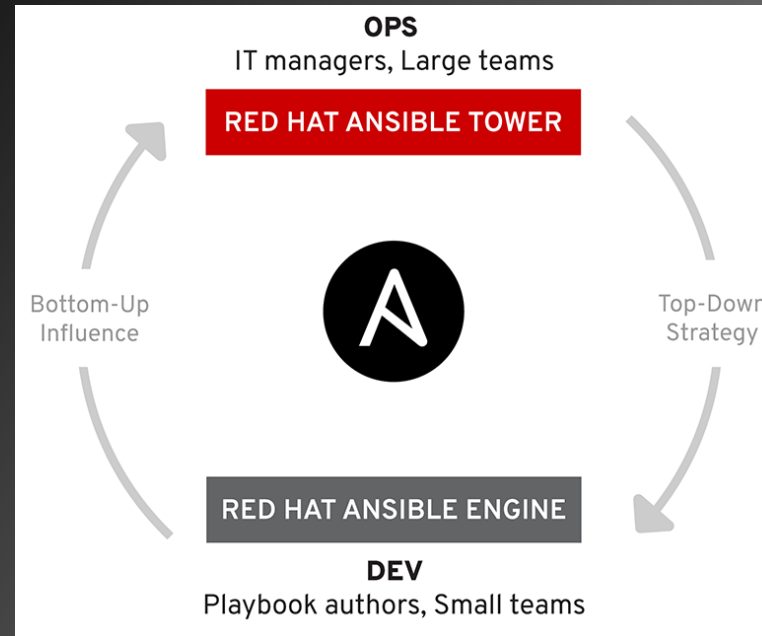 OPS
IT managers, Large teams
RED HAT ANSIBLE TOWER
Bottom-Up
Influence
Top-Down
Strategy
RED HAT ANSIBLE ENGINE
DEV
Playbook authors, Small teams